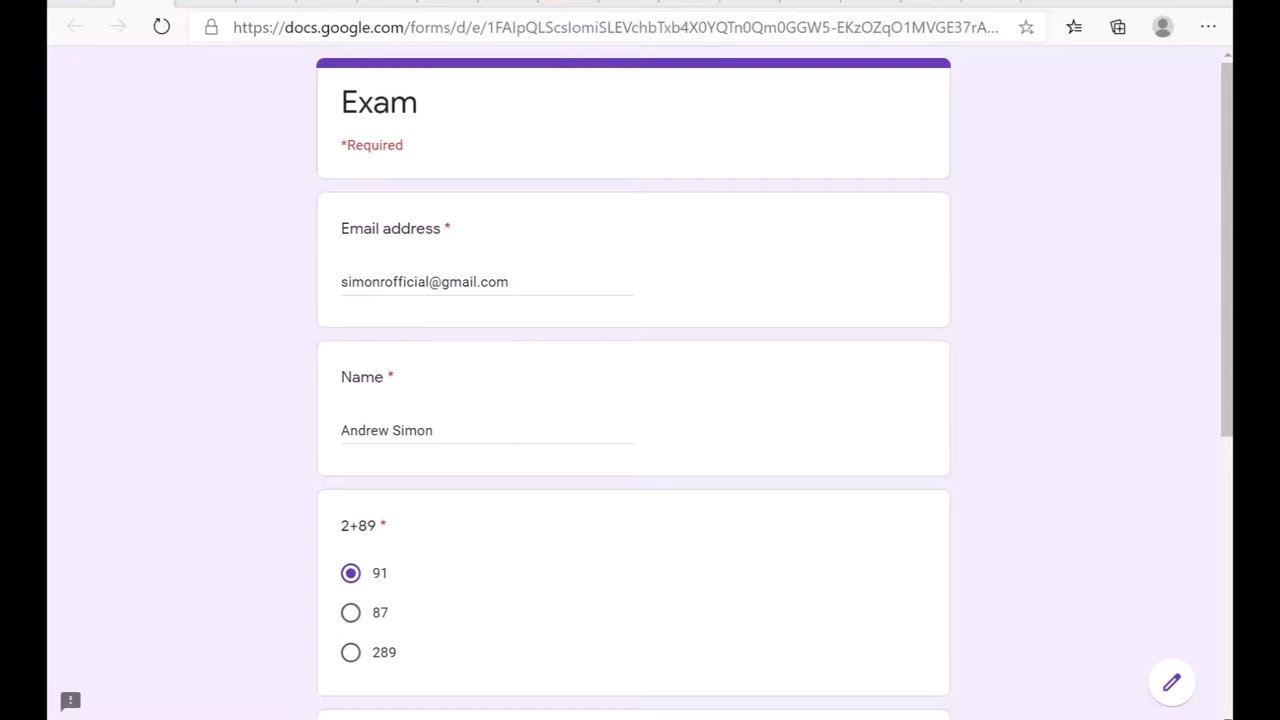 https://docs.google.com/forms/d/e/1FAIpQLScsIomiSLEVchbTxb4X0YQTn0Qm0GGW5-EKzOZqO1MVGE37rA...
Exam
*Required
Email address *
simonrofficial@gmail.com
Name *
Andrew Simon
2+89 *
91
87
289